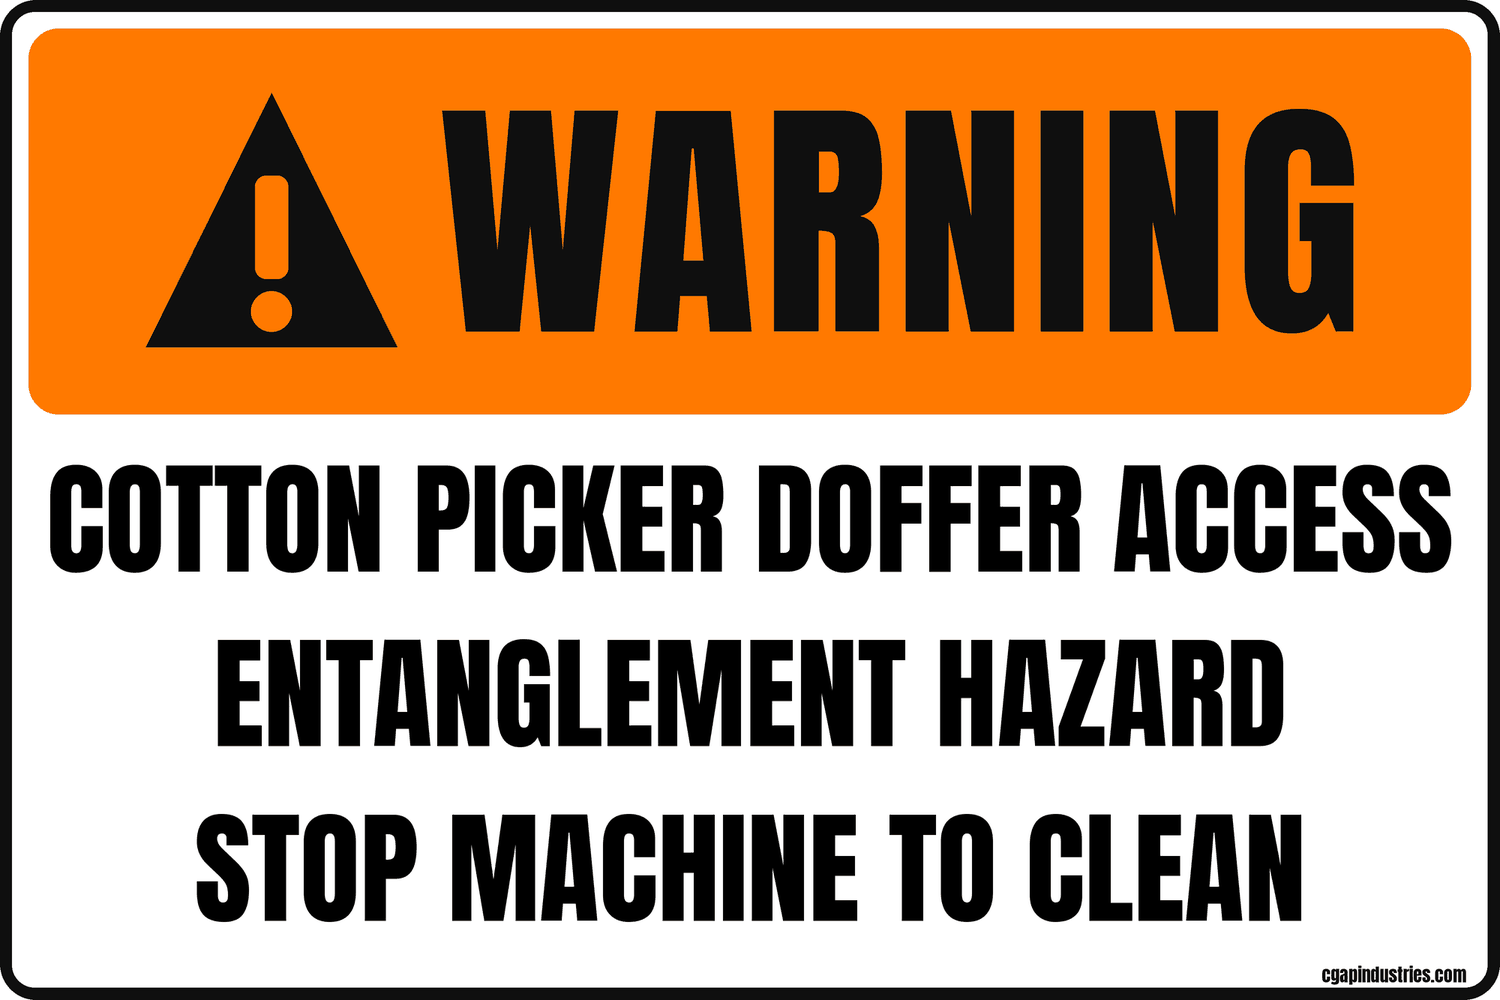 WARNING
COTTON PICKER DOFFER ACCESS
ENTANGLEMENT HAZARD
STOP MACHINE TO CLEAN
cgapindustries.com